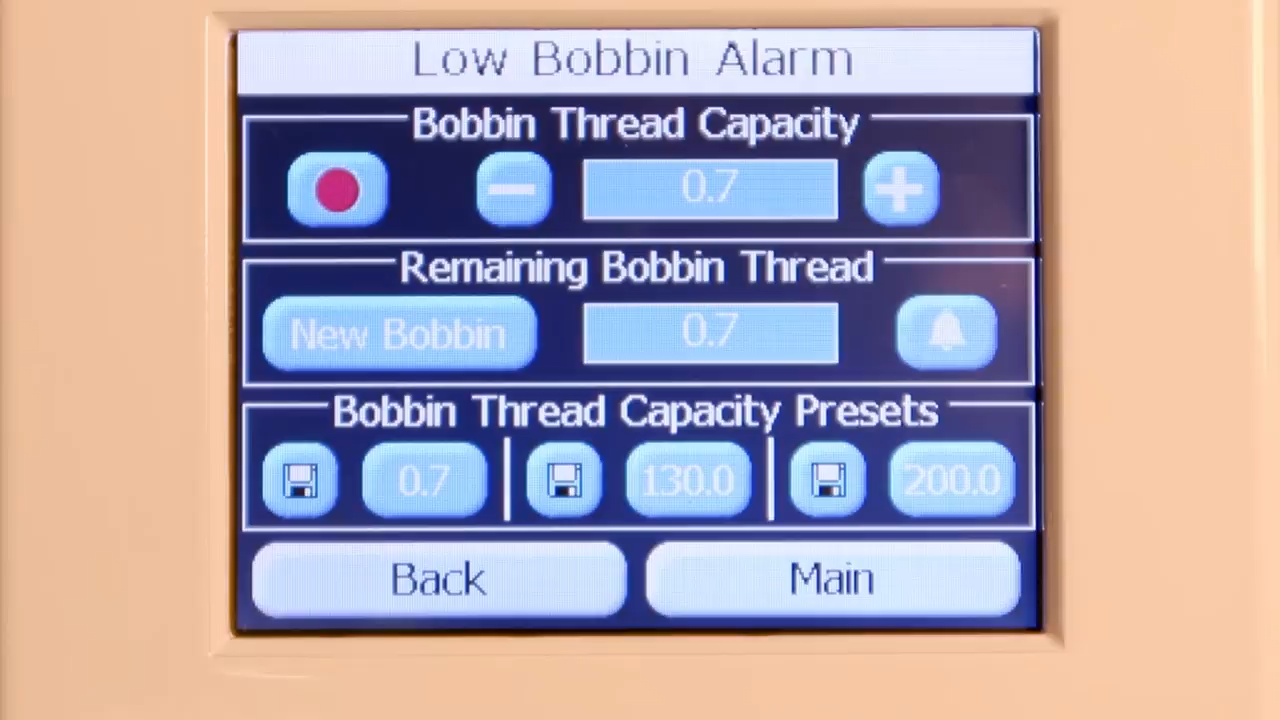 Low Bobbin Alarm
Bobbin Thread Capacity
0.7
Remaining Bobbin Thread
New Bobbin 0.7
Bobbin Thread Capacity Presets
0.7 130.0 200.0
Back Main